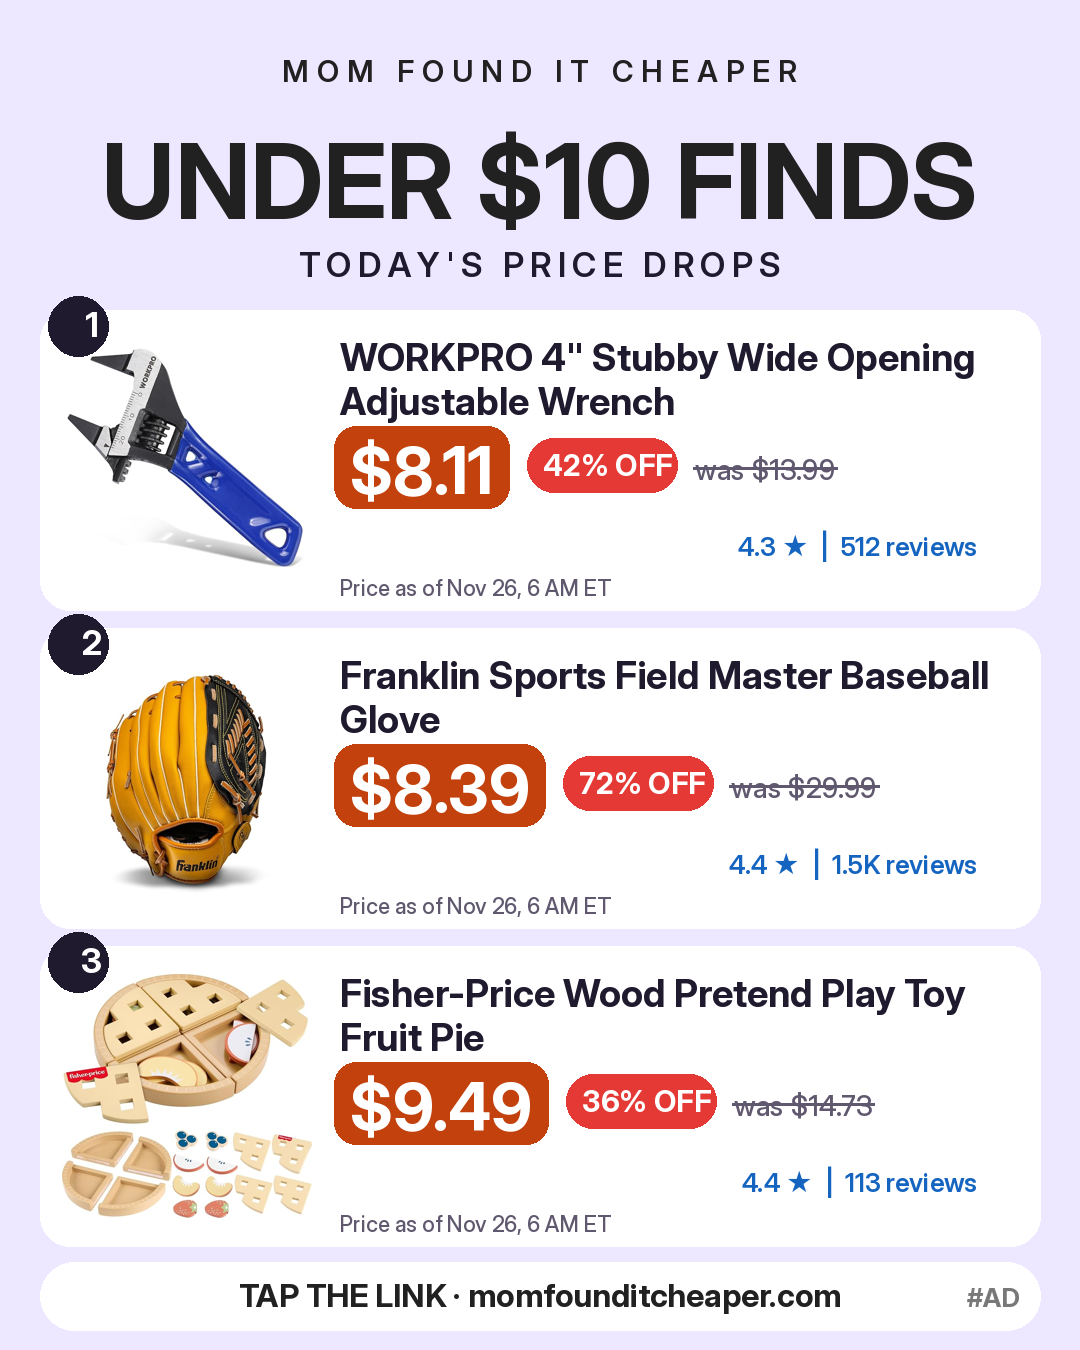 MOM FOUND IT CHEAPER
UNDER $10 FINDS
TODAY'S PRICE DROPS
1
WORKPRO
WORKPRO 4" Stubby Wide Opening
Adjustable Wrench
$8.11
42% OFF
was $13.99
4.3 ★ | 512 reviews
Price as of Nov 26, 6 AM ET
2
Franklin
Franklin Sports Field Master Baseball
Glove
$8.39
72% OFF
was $29.99
4.4 ★ | 1.5K reviews
Price as of Nov 26, 6 AM ET
3
fisher-price
Fisher-Price Wood Pretend Play Toy
Fruit Pie
$9.49
36% OFF
was $14.73
4.4 ★ | 113 reviews
Price as of Nov 26, 6 AM ET
TAP THE LINK · momfounditcheaper.com
#AD